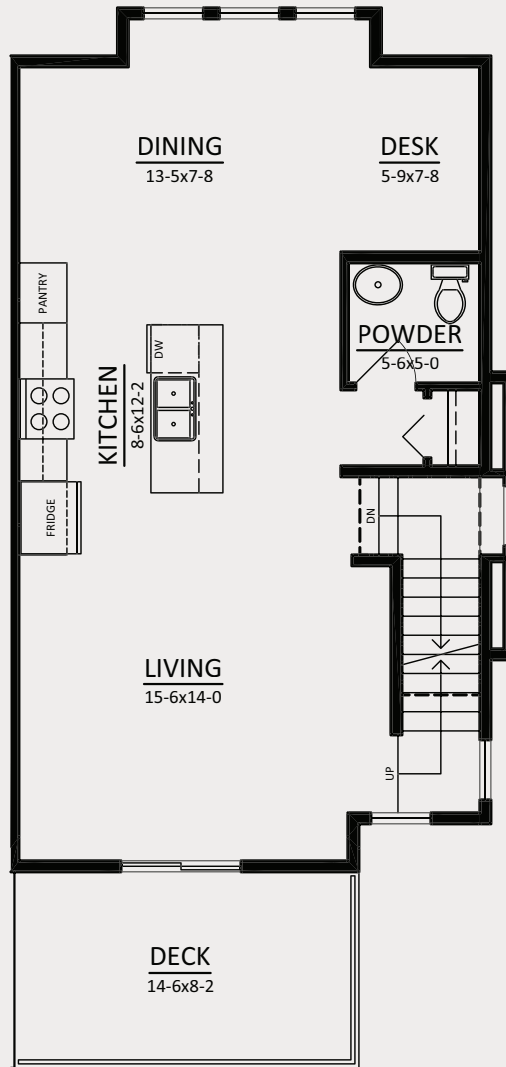 DINING
13-5x7-8
DESK
5-9x7-8
PANTRY
POWDER
5-6x5-0
DW
KITCHEN
8-6x12-2
FRIDGE
DN
LIVING
15-6x14-0
UP
DECK
14-6x8-2